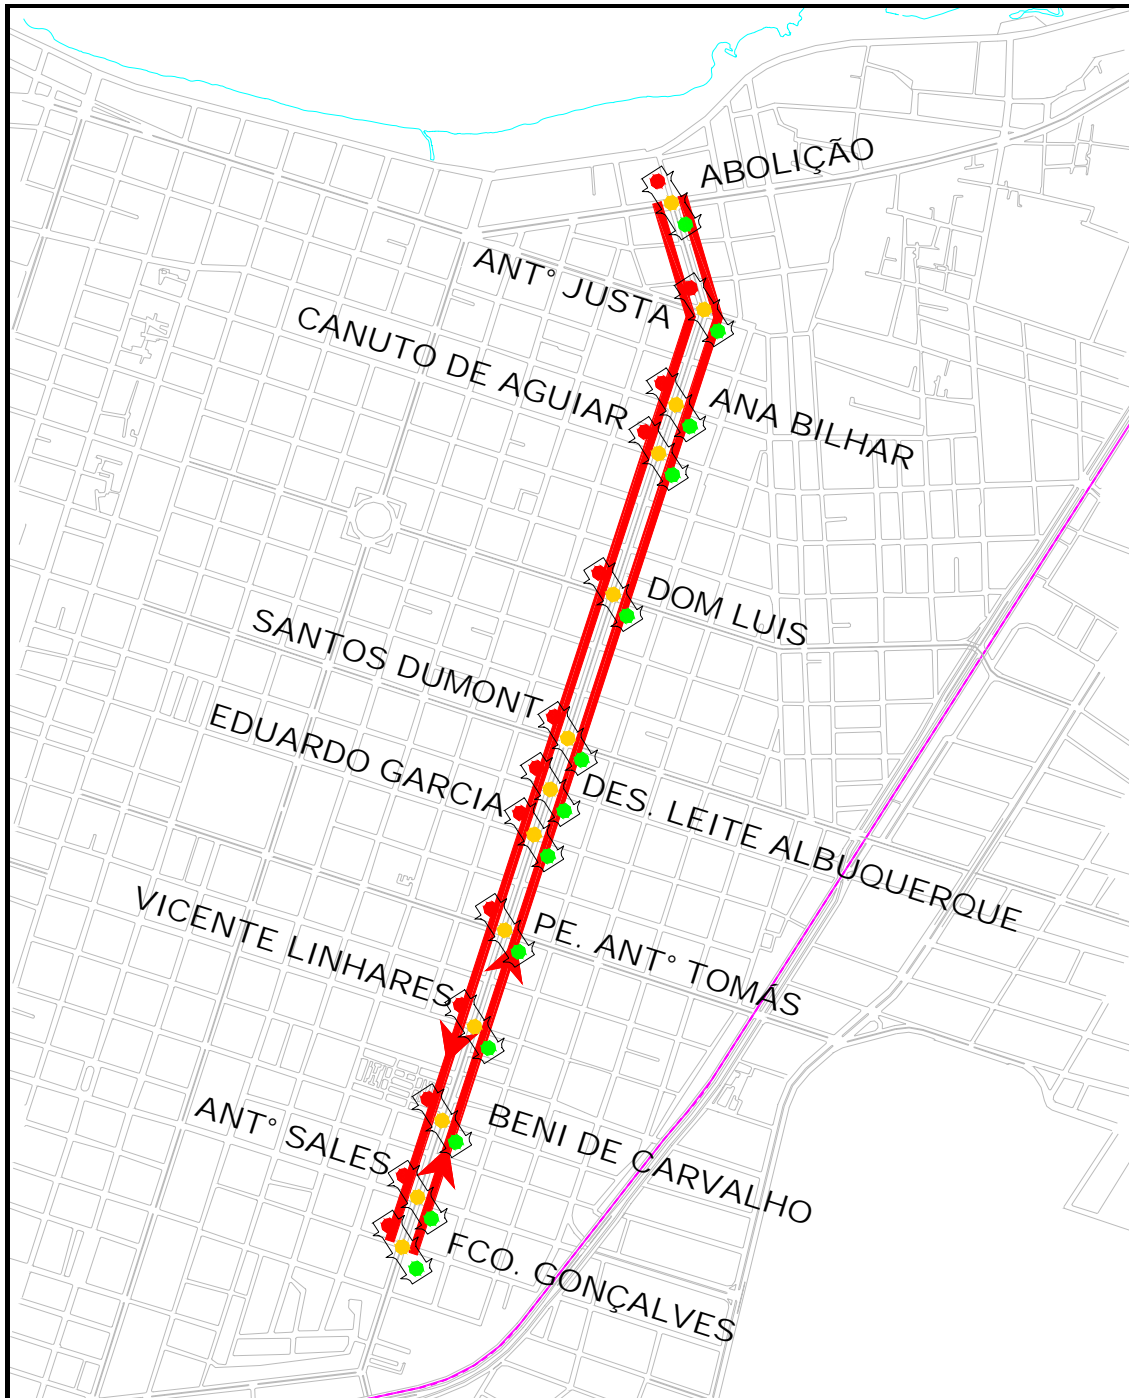 ABOLIÇÃO
ANT° JUSTA
CANUTO DE AGUIAR
ANA BILHAR
DOM LUIS
SANTOS DUMONT
EDUARDO GARCIA
DES. LEITE ALBUQUERQUE
VICENTE LINHARES
PE. ANT° TOMÁS
ANT° SALES
BENI DE CARVALHO
FCO. GONÇALVES